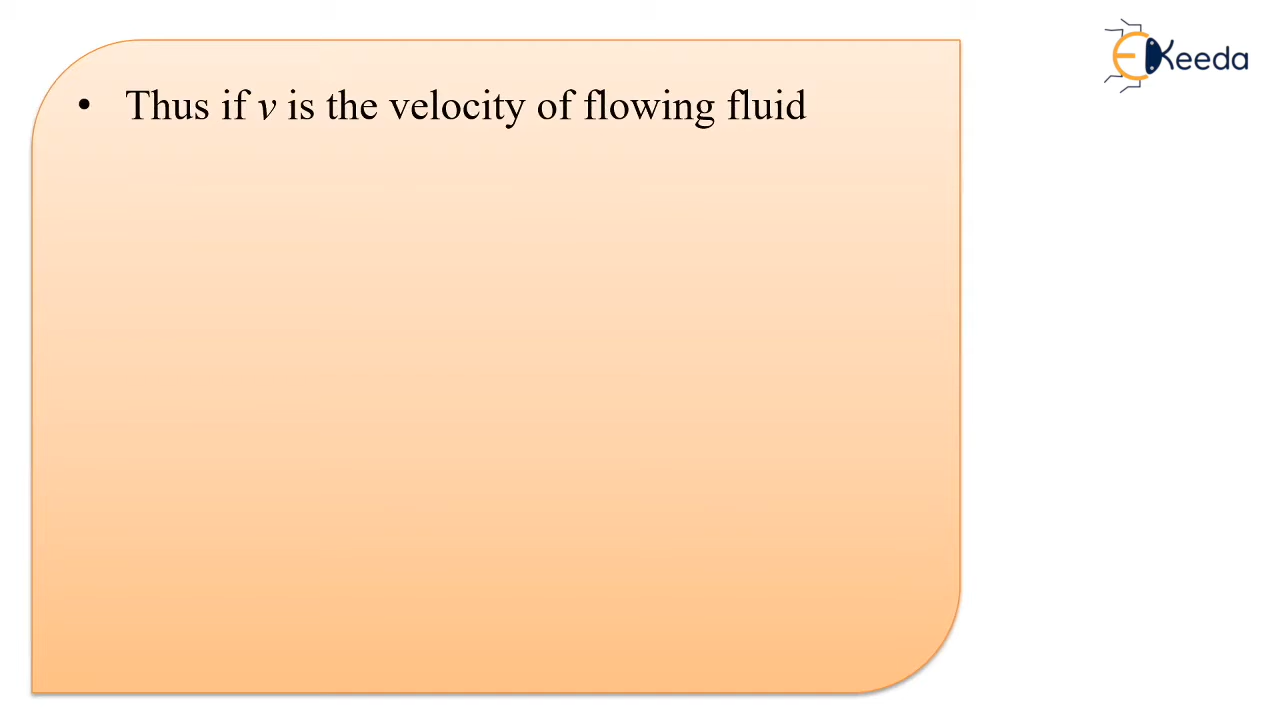 EKeeda
• Thus if v is the velocity of flowing fluid